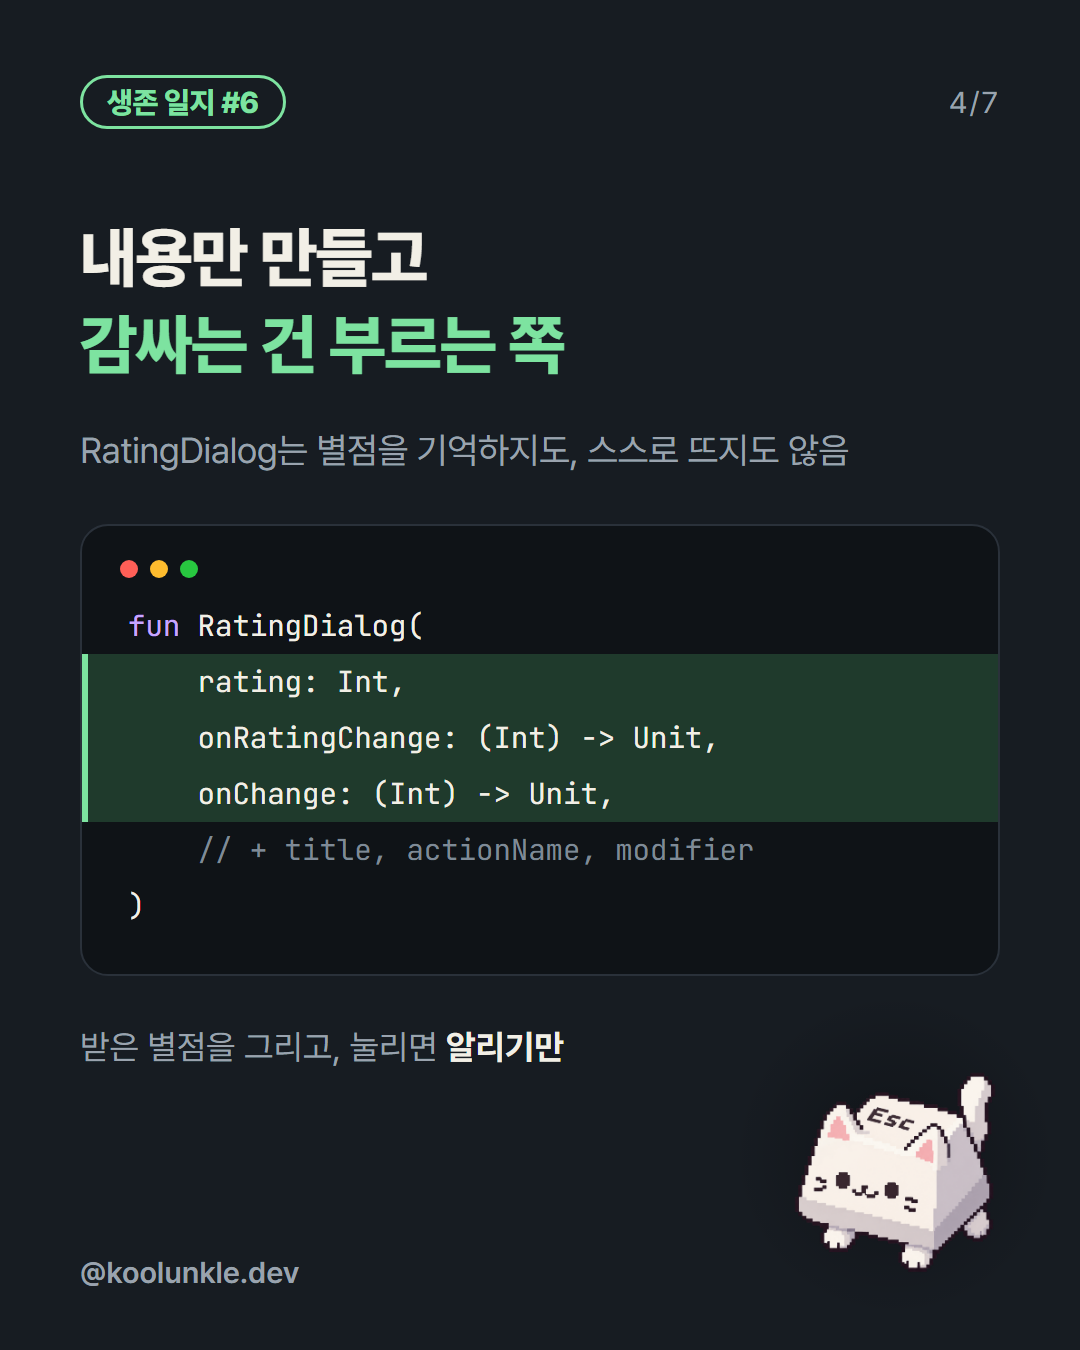 생존 일지 #6
4/7
내용만 만들고
감싸는 건 부르는 쪽
RatingDialog는 별점을 기억하지도, 스스로 뜨지도 않음
fun RatingDialog(
    rating: Int,
    onRatingChange: (Int) -> Unit,
    onChange: (Int) -> Unit,
    // + title, actionName, modifier
)
받은 별점을 그리고, 눌리면 알리기만
Esc
@koolunkle.dev